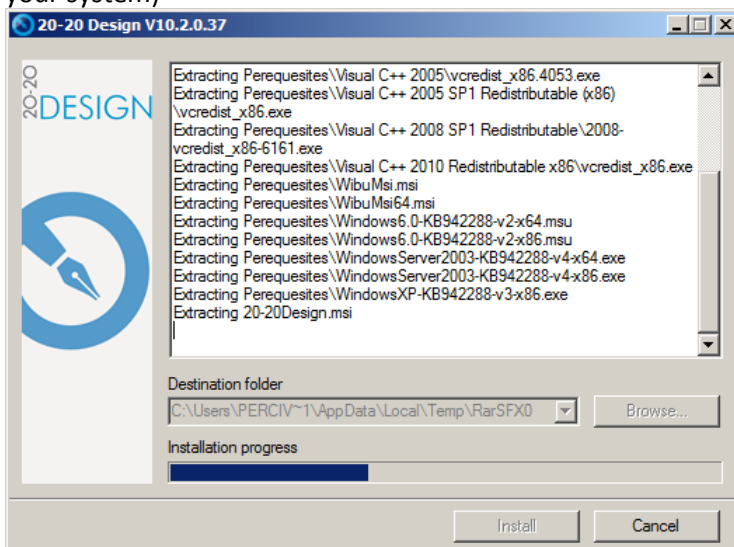 your system)
20-20 Design V10.2.0.37
20-20
DESIGN
Extracting Perequesites\Visual C++ 2005\vcredist_x86.4053.exe
Extracting Perequesites\Visual C++ 2005 SP1 Redistributable (x86)
\vcredist_x86.exe
Extracting Perequesites\Visual C++ 2008 SP1 Redistributable\2008-
vcredist_x86-6161.exe
Extracting Perequesites\Visual C++ 2010 Redistributable x86\vcredist_x86.exe
Extracting Perequesites\WibuMsi.msi
Extracting Perequesites\WibuMsi64.msi
Extracting Perequesites\Windows6.0-KB942288-v2-x64.msu
Extracting Perequesites\Windows6.0-KB942288-v2-x86.msu
Extracting Perequesites\WindowsServer2003-KB942288-v4-x64.exe
Extracting Perequesites\WindowsServer2003-KB942288-v4-x86.exe
Extracting Perequesites\WindowsXP-KB942288-v3-x86.exe
Extracting 20-20Design.msi
Destination folder
C:\Users\PERCIV~1\AppData\Local\Temp\RarSFX0
Browse...
Installation progress
Install
Cancel